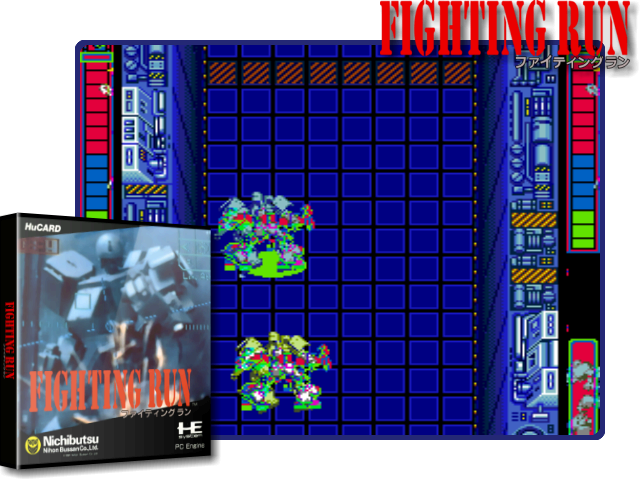 FIGHTING RUN
ファイティングラン
HuCARD
FIGHTING RUN
FIGHTING RUN
ファイティングラン
Nichibutsu
Nihon Bussan Co., Ltd.
HE
SYSTEM
PC Engine